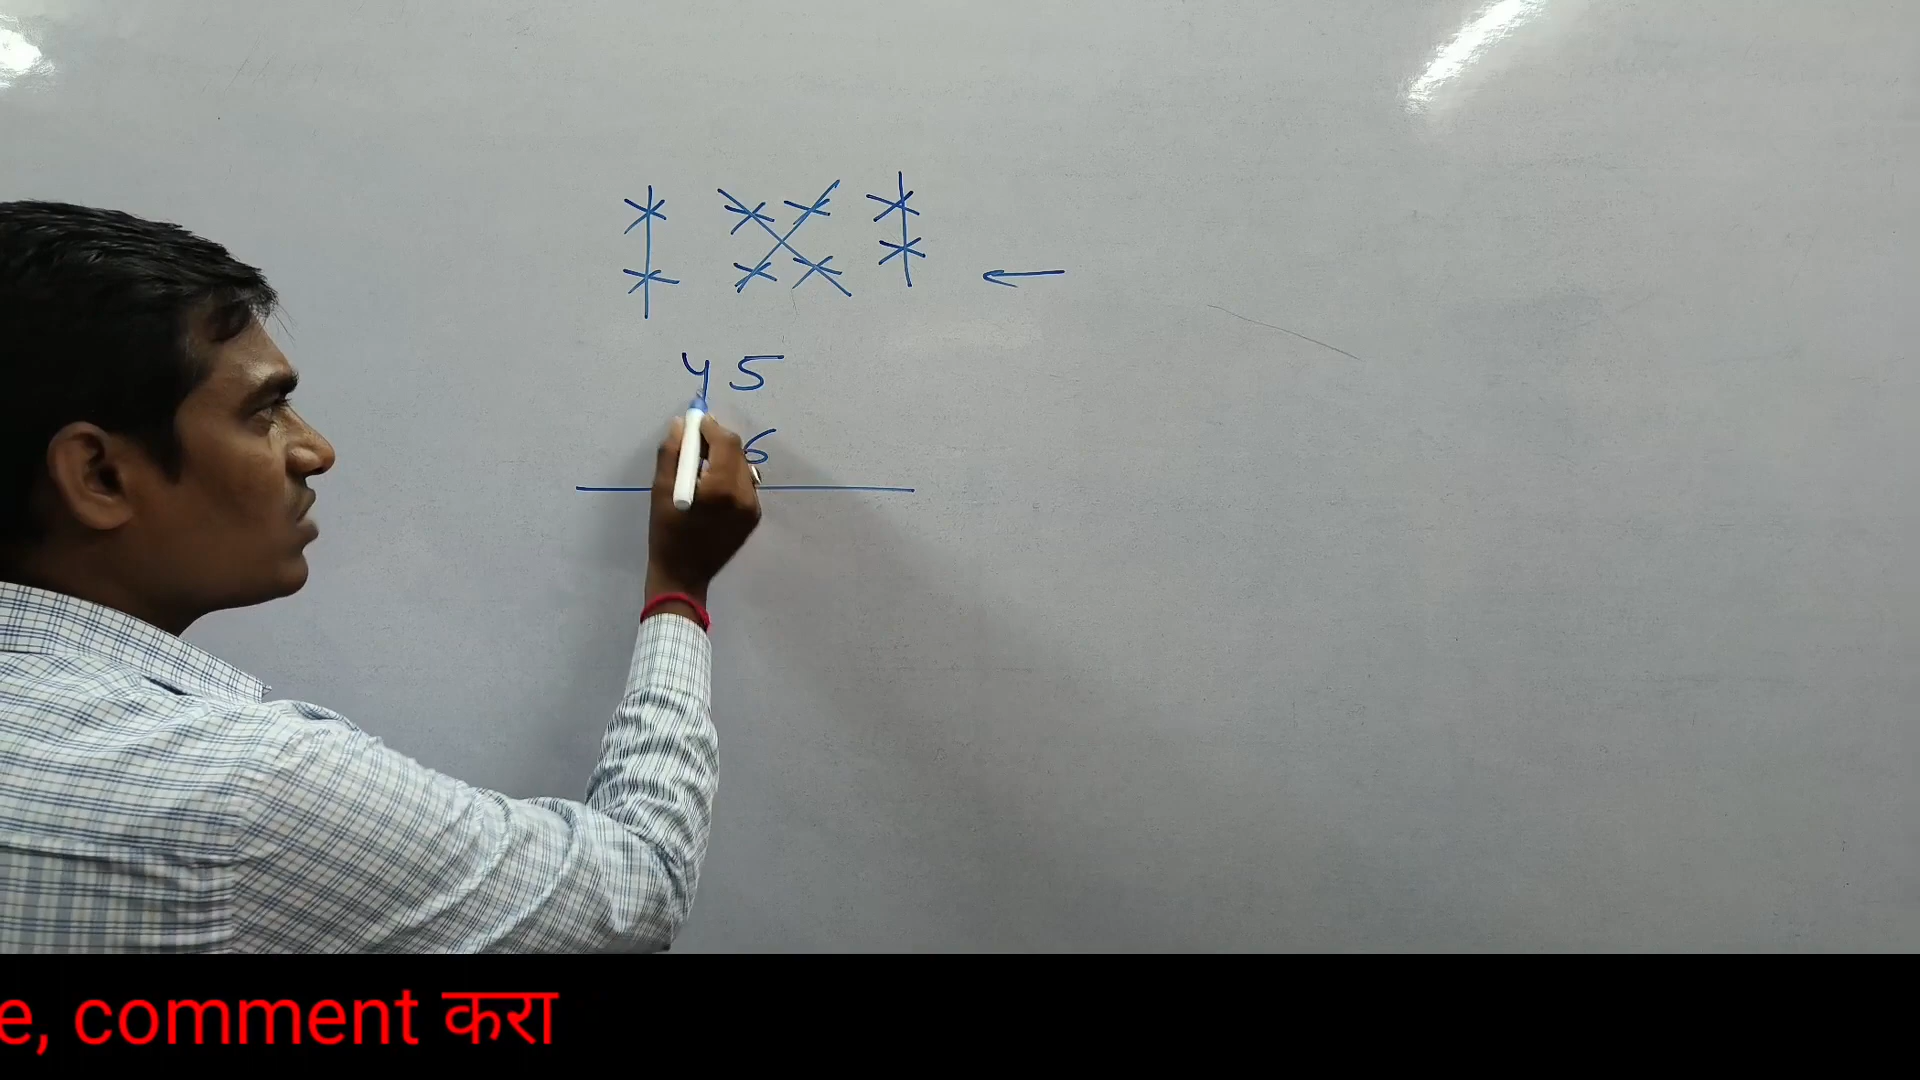 * * * *
* * * *
←
45
6
e, comment करा